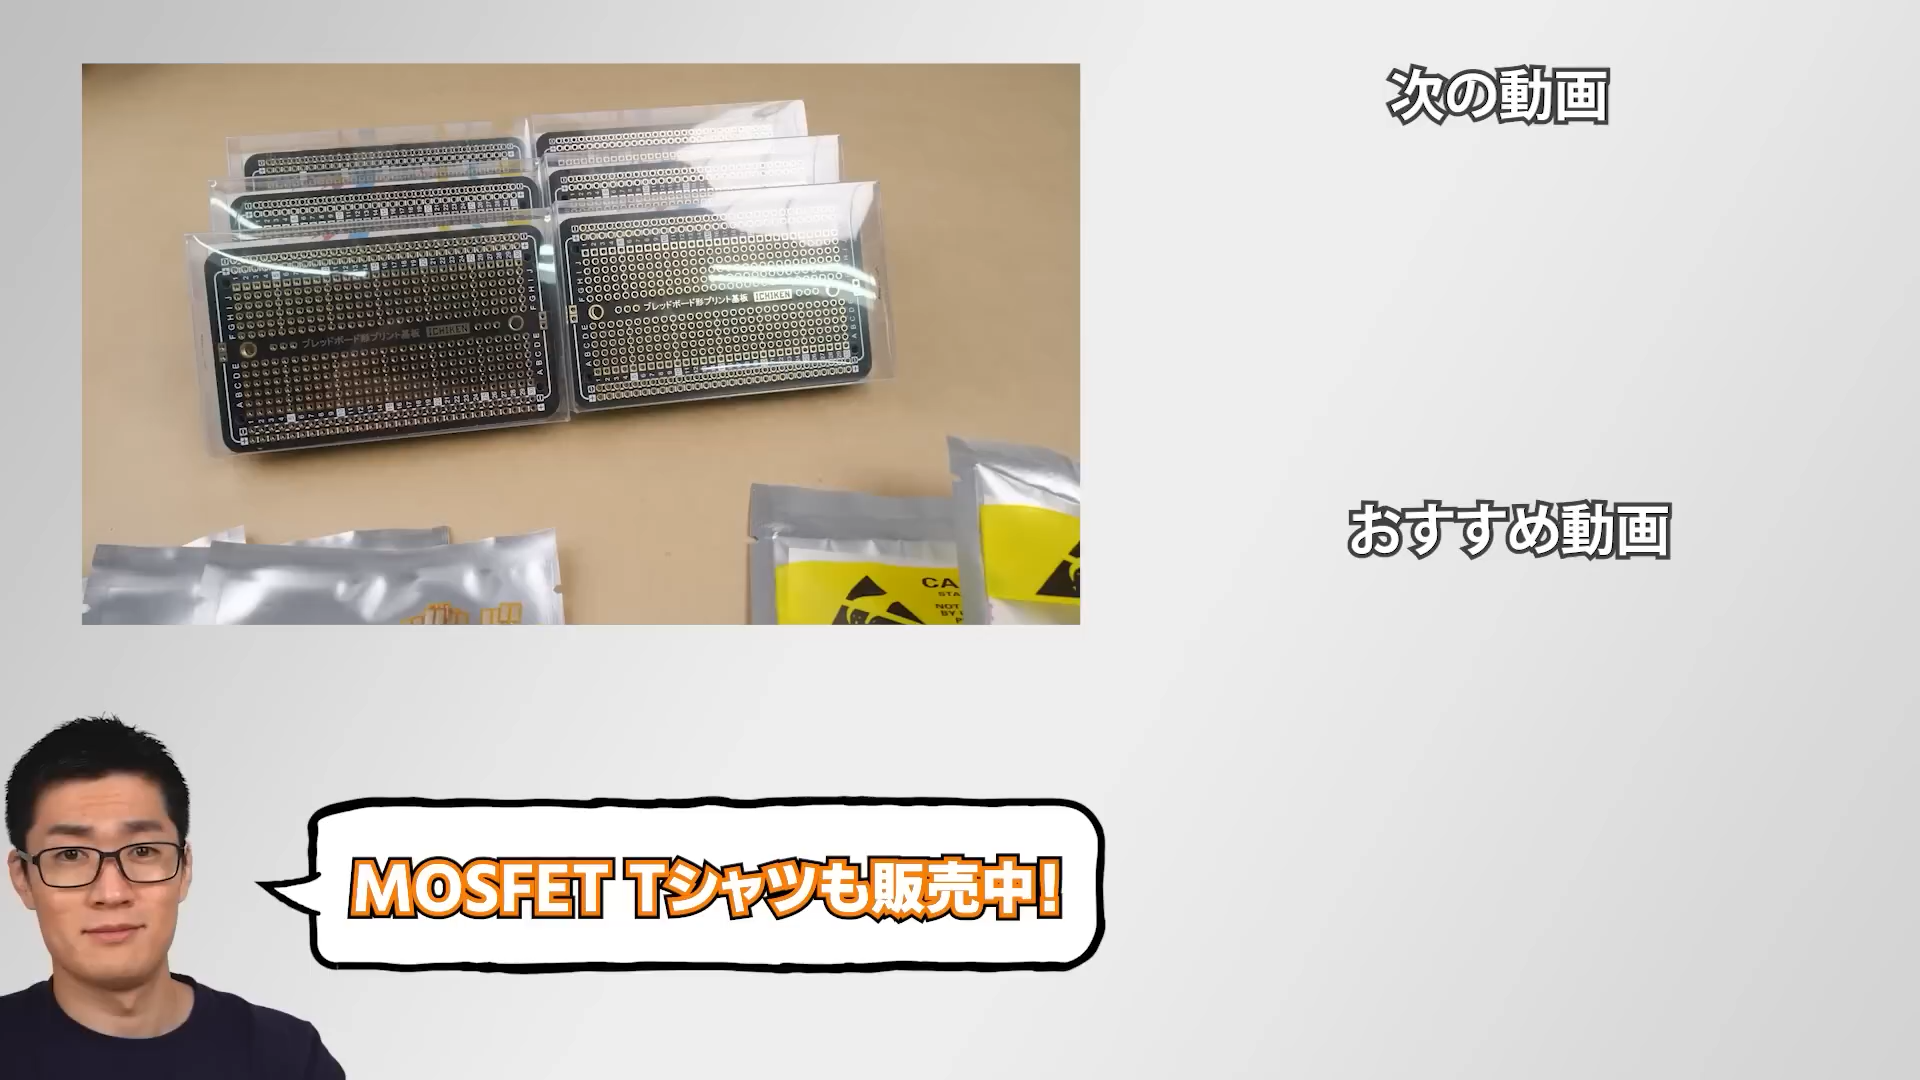 次の動画
ブレッドボード形プリント基板 ICHIKEN
ブレッドボード形プリント基板 ICHIKEN
おすすめ動画
MOSFET Tシャツも販売中!